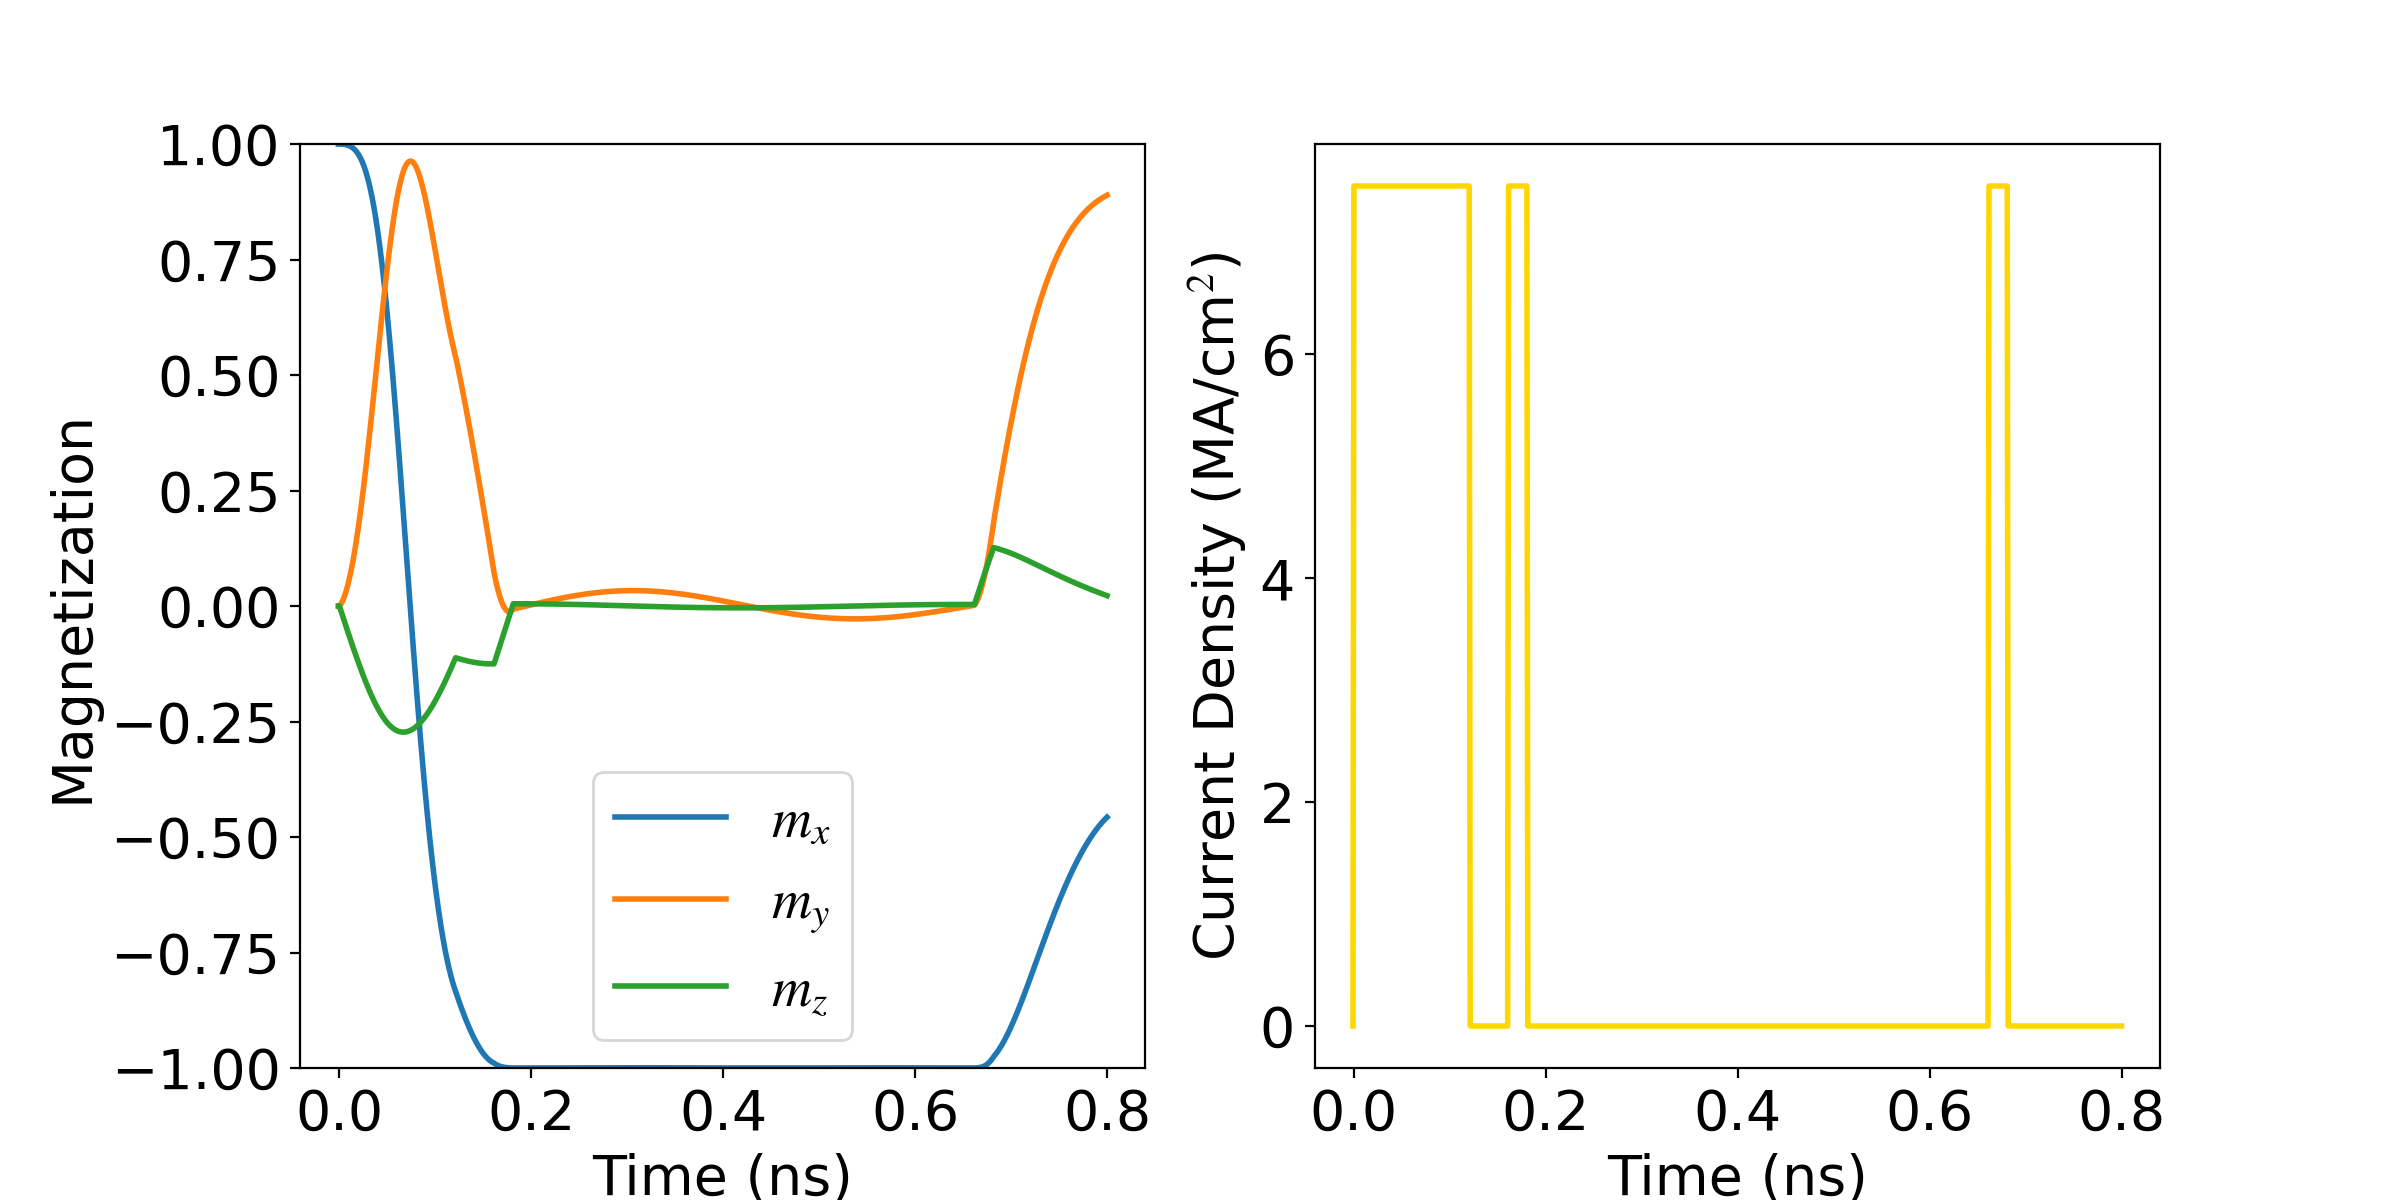 Magnetization
1.00
0.75
0.50
0.25
0.00
−0.25
−0.50
−0.75
−1.00
m_x
m_y
m_z
0.0 0.2 0.4 0.6 0.8
Time (ns)
Current Density (MA/cm²)
6
4
2
0
0.0 0.2 0.4 0.6 0.8
Time (ns)